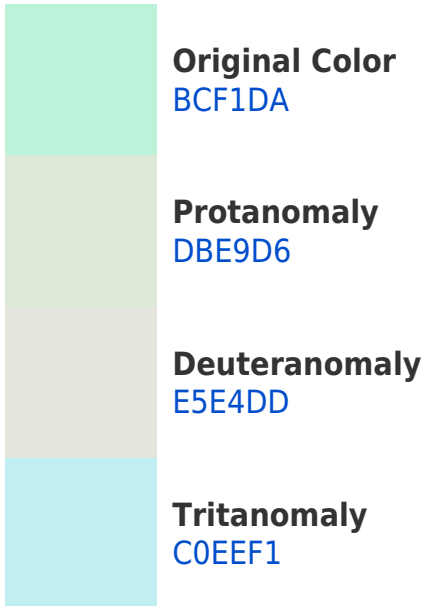 Original Color
BCF1DA
Protanomaly
DBE9D6
Deuteranomaly
E5E4DD
Tritanomaly
C0EEF1